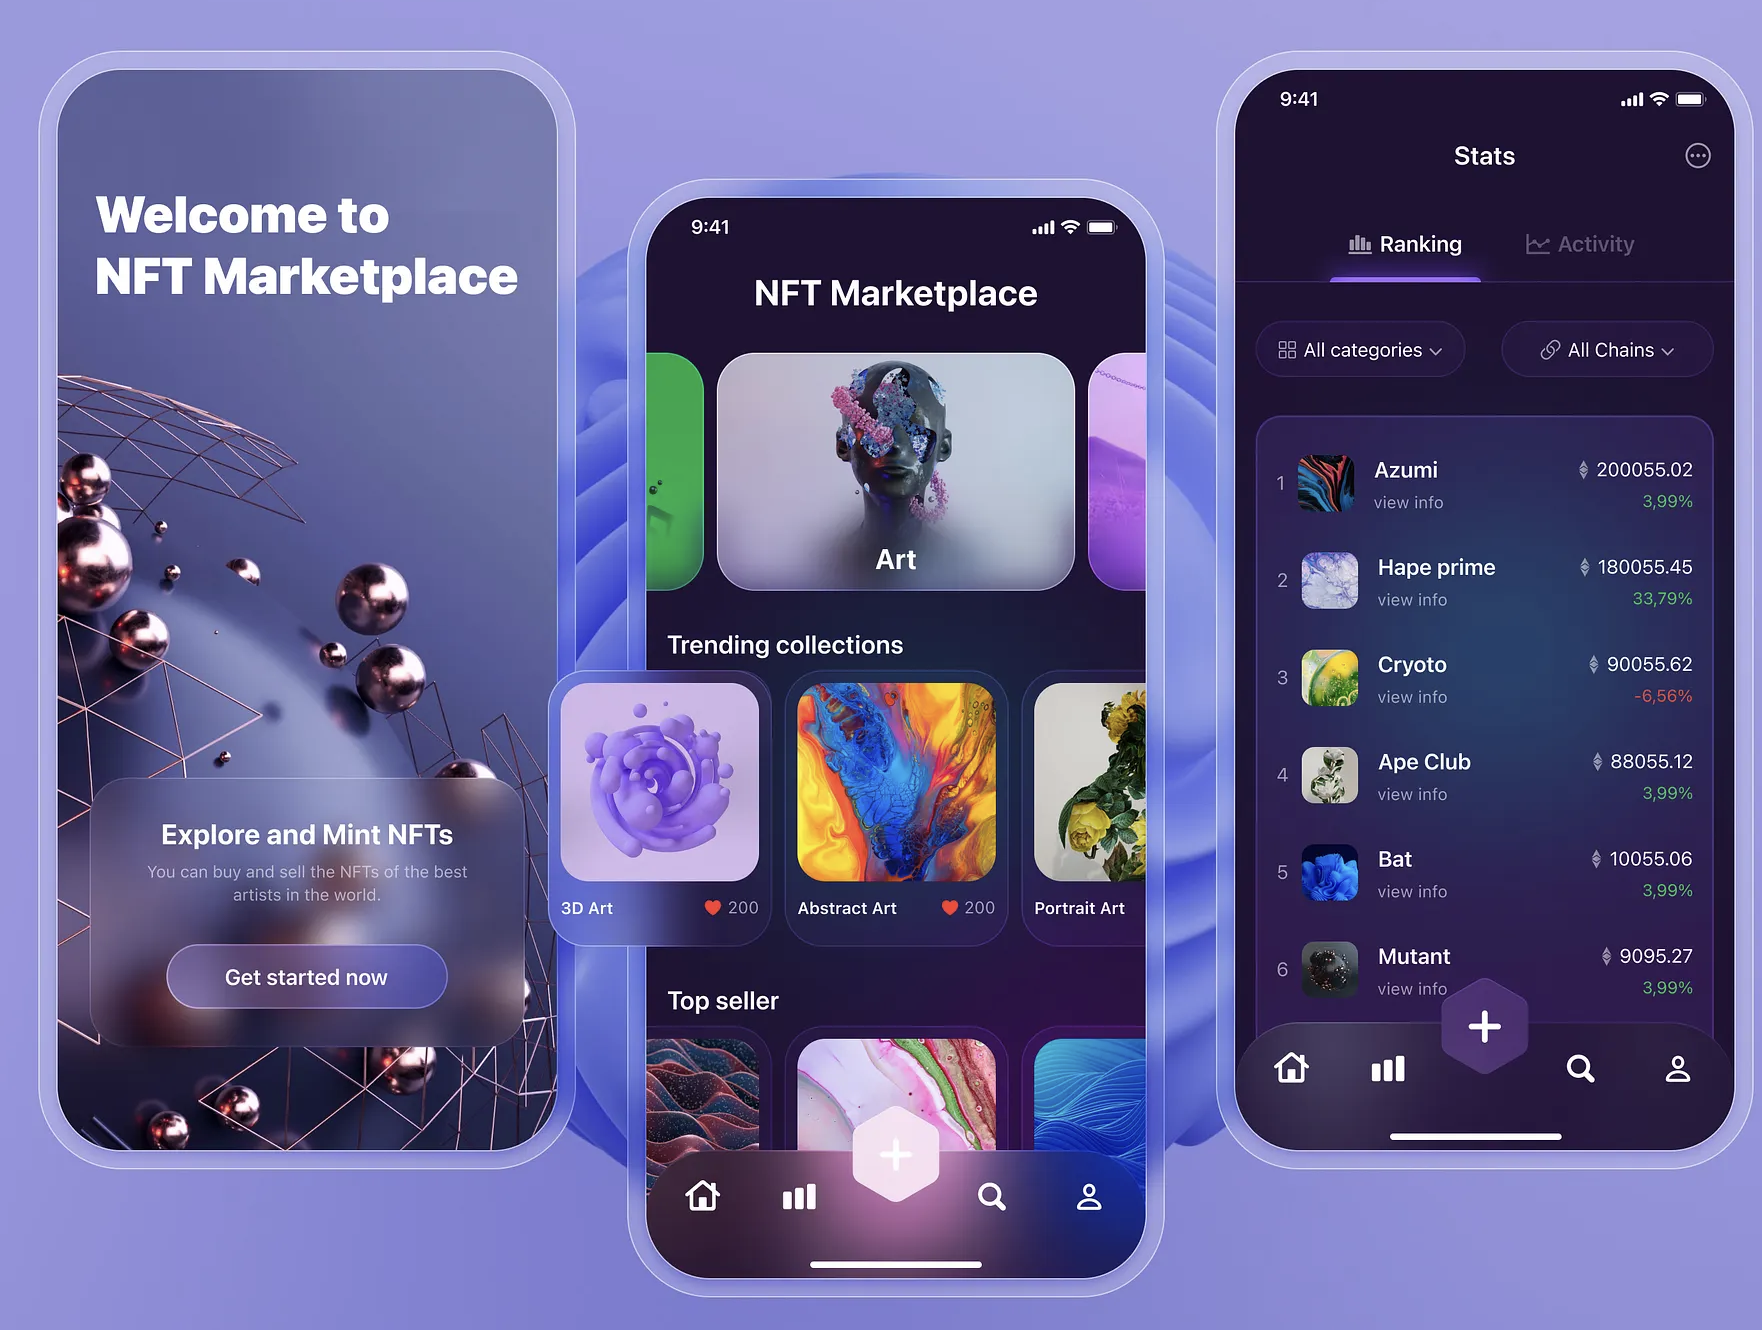 Welcome to
NFT Marketplace
Explore and Mint NFTs
You can buy and sell the NFTs of the best
artists in the world.
Get started now
9:41
NFT Marketplace
Art
Trending collections
3D Art 200
Abstract Art 200
Portrait Art
Top seller
9:41
Stats
Ranking Activity
All categories All Chains
1 Azumi 200055.02
view info 3,99%
2 Hape prime 180055.45
view info 33,79%
3 Cryoto 90055.62
view info -6,56%
4 Ape Club 88055.12
view info 3,99%
5 Bat 10055.06
view info 3,99%
6 Mutant 9095.27
view info 3,99%